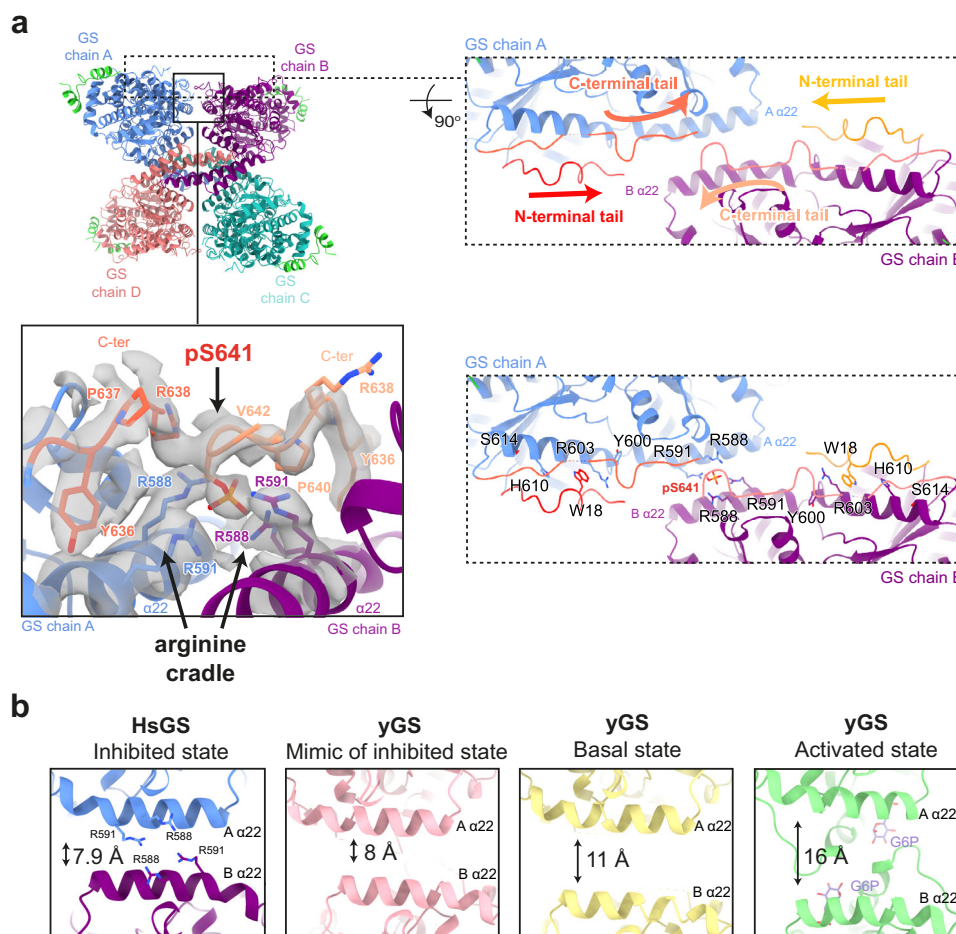 a
GS
chain A
GS
chain B
GS
chain D
GS
chain C
90°
GS chain A
C-terminal tail
N-terminal tail
A α22
B α22
N-terminal tail
C-terminal tail
GS chain B
C-ter
pS641
C-ter
P637
R638
V642
R638
Y636
R588
R591
P640
Y636
R588
R591
α22
α22
GS chain A
GS chain B
arginine
cradle
GS chain A
S614
R603
Y600
R591
R588
A α22
H610
W18
pS641
W18
H610
B α22
R588
R591
Y600
R603
S614
b
HsGS
Inhibited state
yGS
Mimic of inhibited state
yGS
Basal state
yGS
Activated state
R591
R588
A α22
7.9 Å
R588
R591
B α22
A α22
8 Å
B α22
A α22
11 Å
B α22
A α22
G6P
16 Å
G6P
B α22